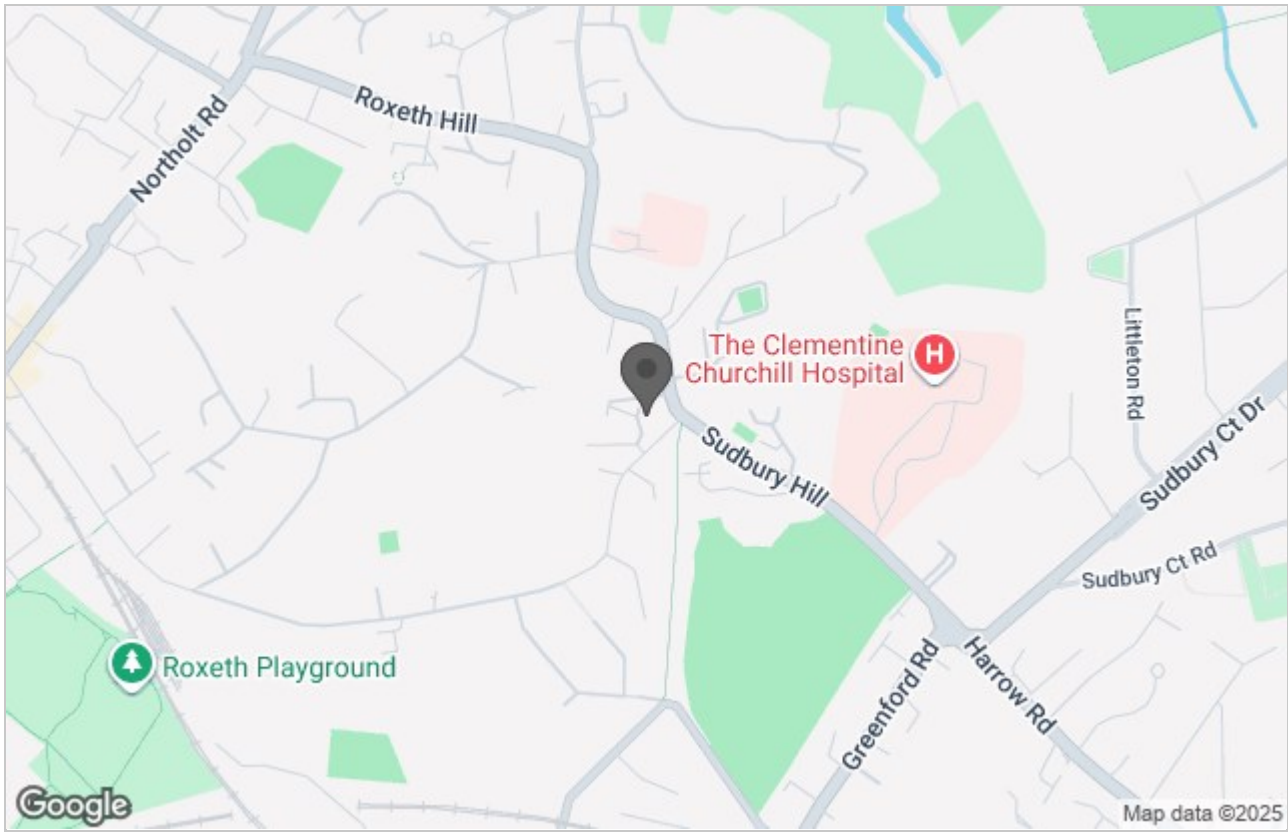 Roxeth Hill
Northolt Rd
The Clementine
Churchill Hospital
H
Littleton Rd
Sudbury Hill
Sudbury Ct Dr
Sudbury Ct Rd
Roxeth Playground
Greenford Rd
Harrow Rd
Google
Map data ©2025